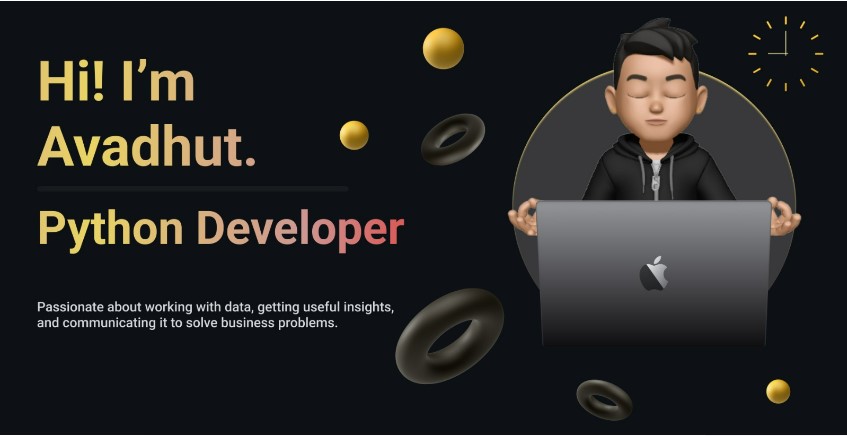 Hi! I’m
Avadhut.
Python Developer
Passionate about working with data, getting useful insights,
and communicating it to solve business problems.